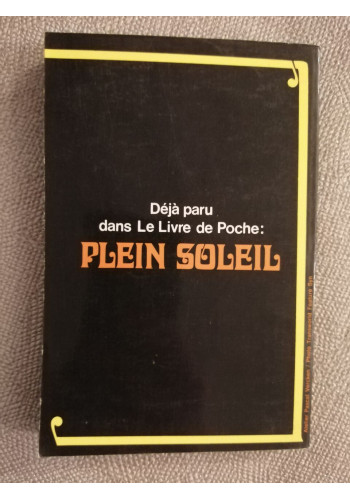 Déjà paru
dans Le Livre de Poche:
PLEIN SOLEIL